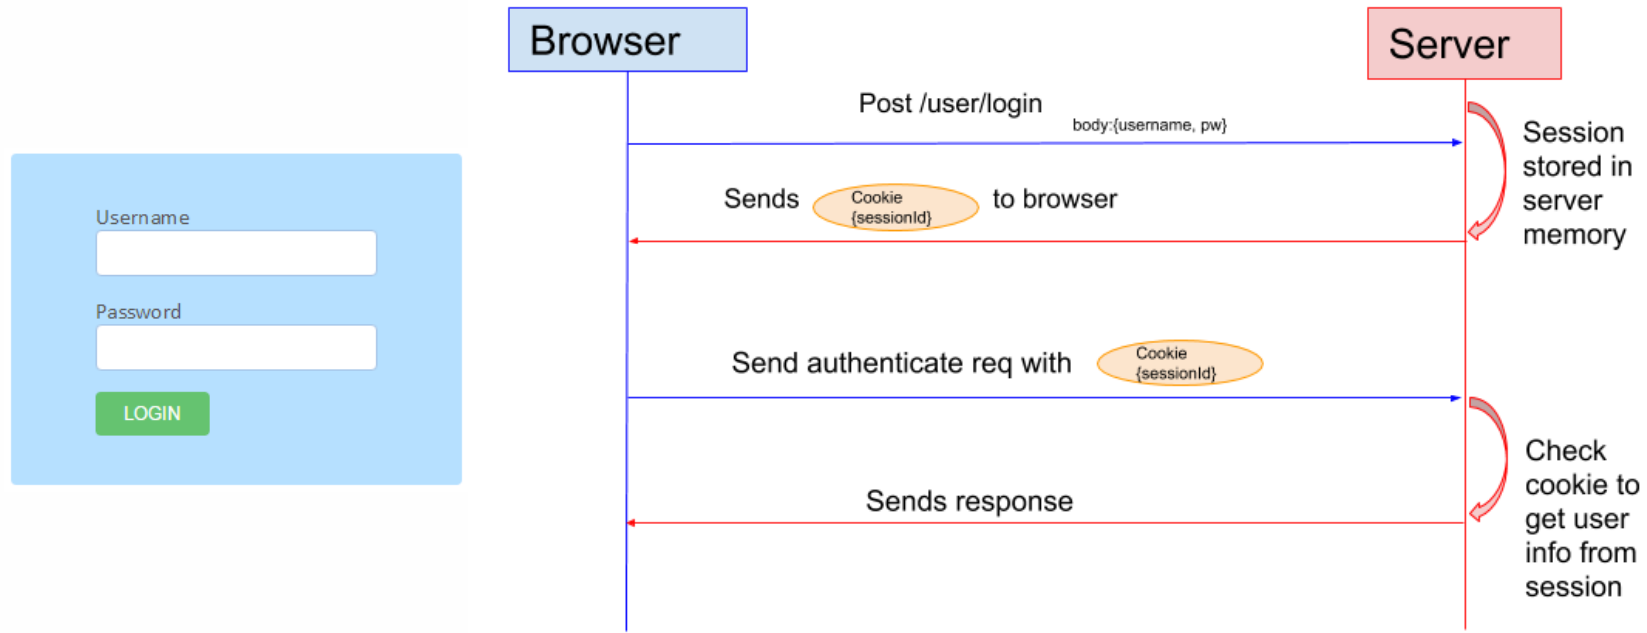 Username
Password
LOGIN
Browser
Server
Post /user/login
body:{username, pw}
Session
stored in
server
memory
Sends Cookie {sessionId} to browser
Send authenticate req with Cookie {sessionId}
Check
cookie to
get user
info from
session
Sends response